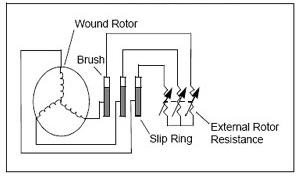 Wound Rotor
Brush
Slip Ring
External Rotor
Resistance